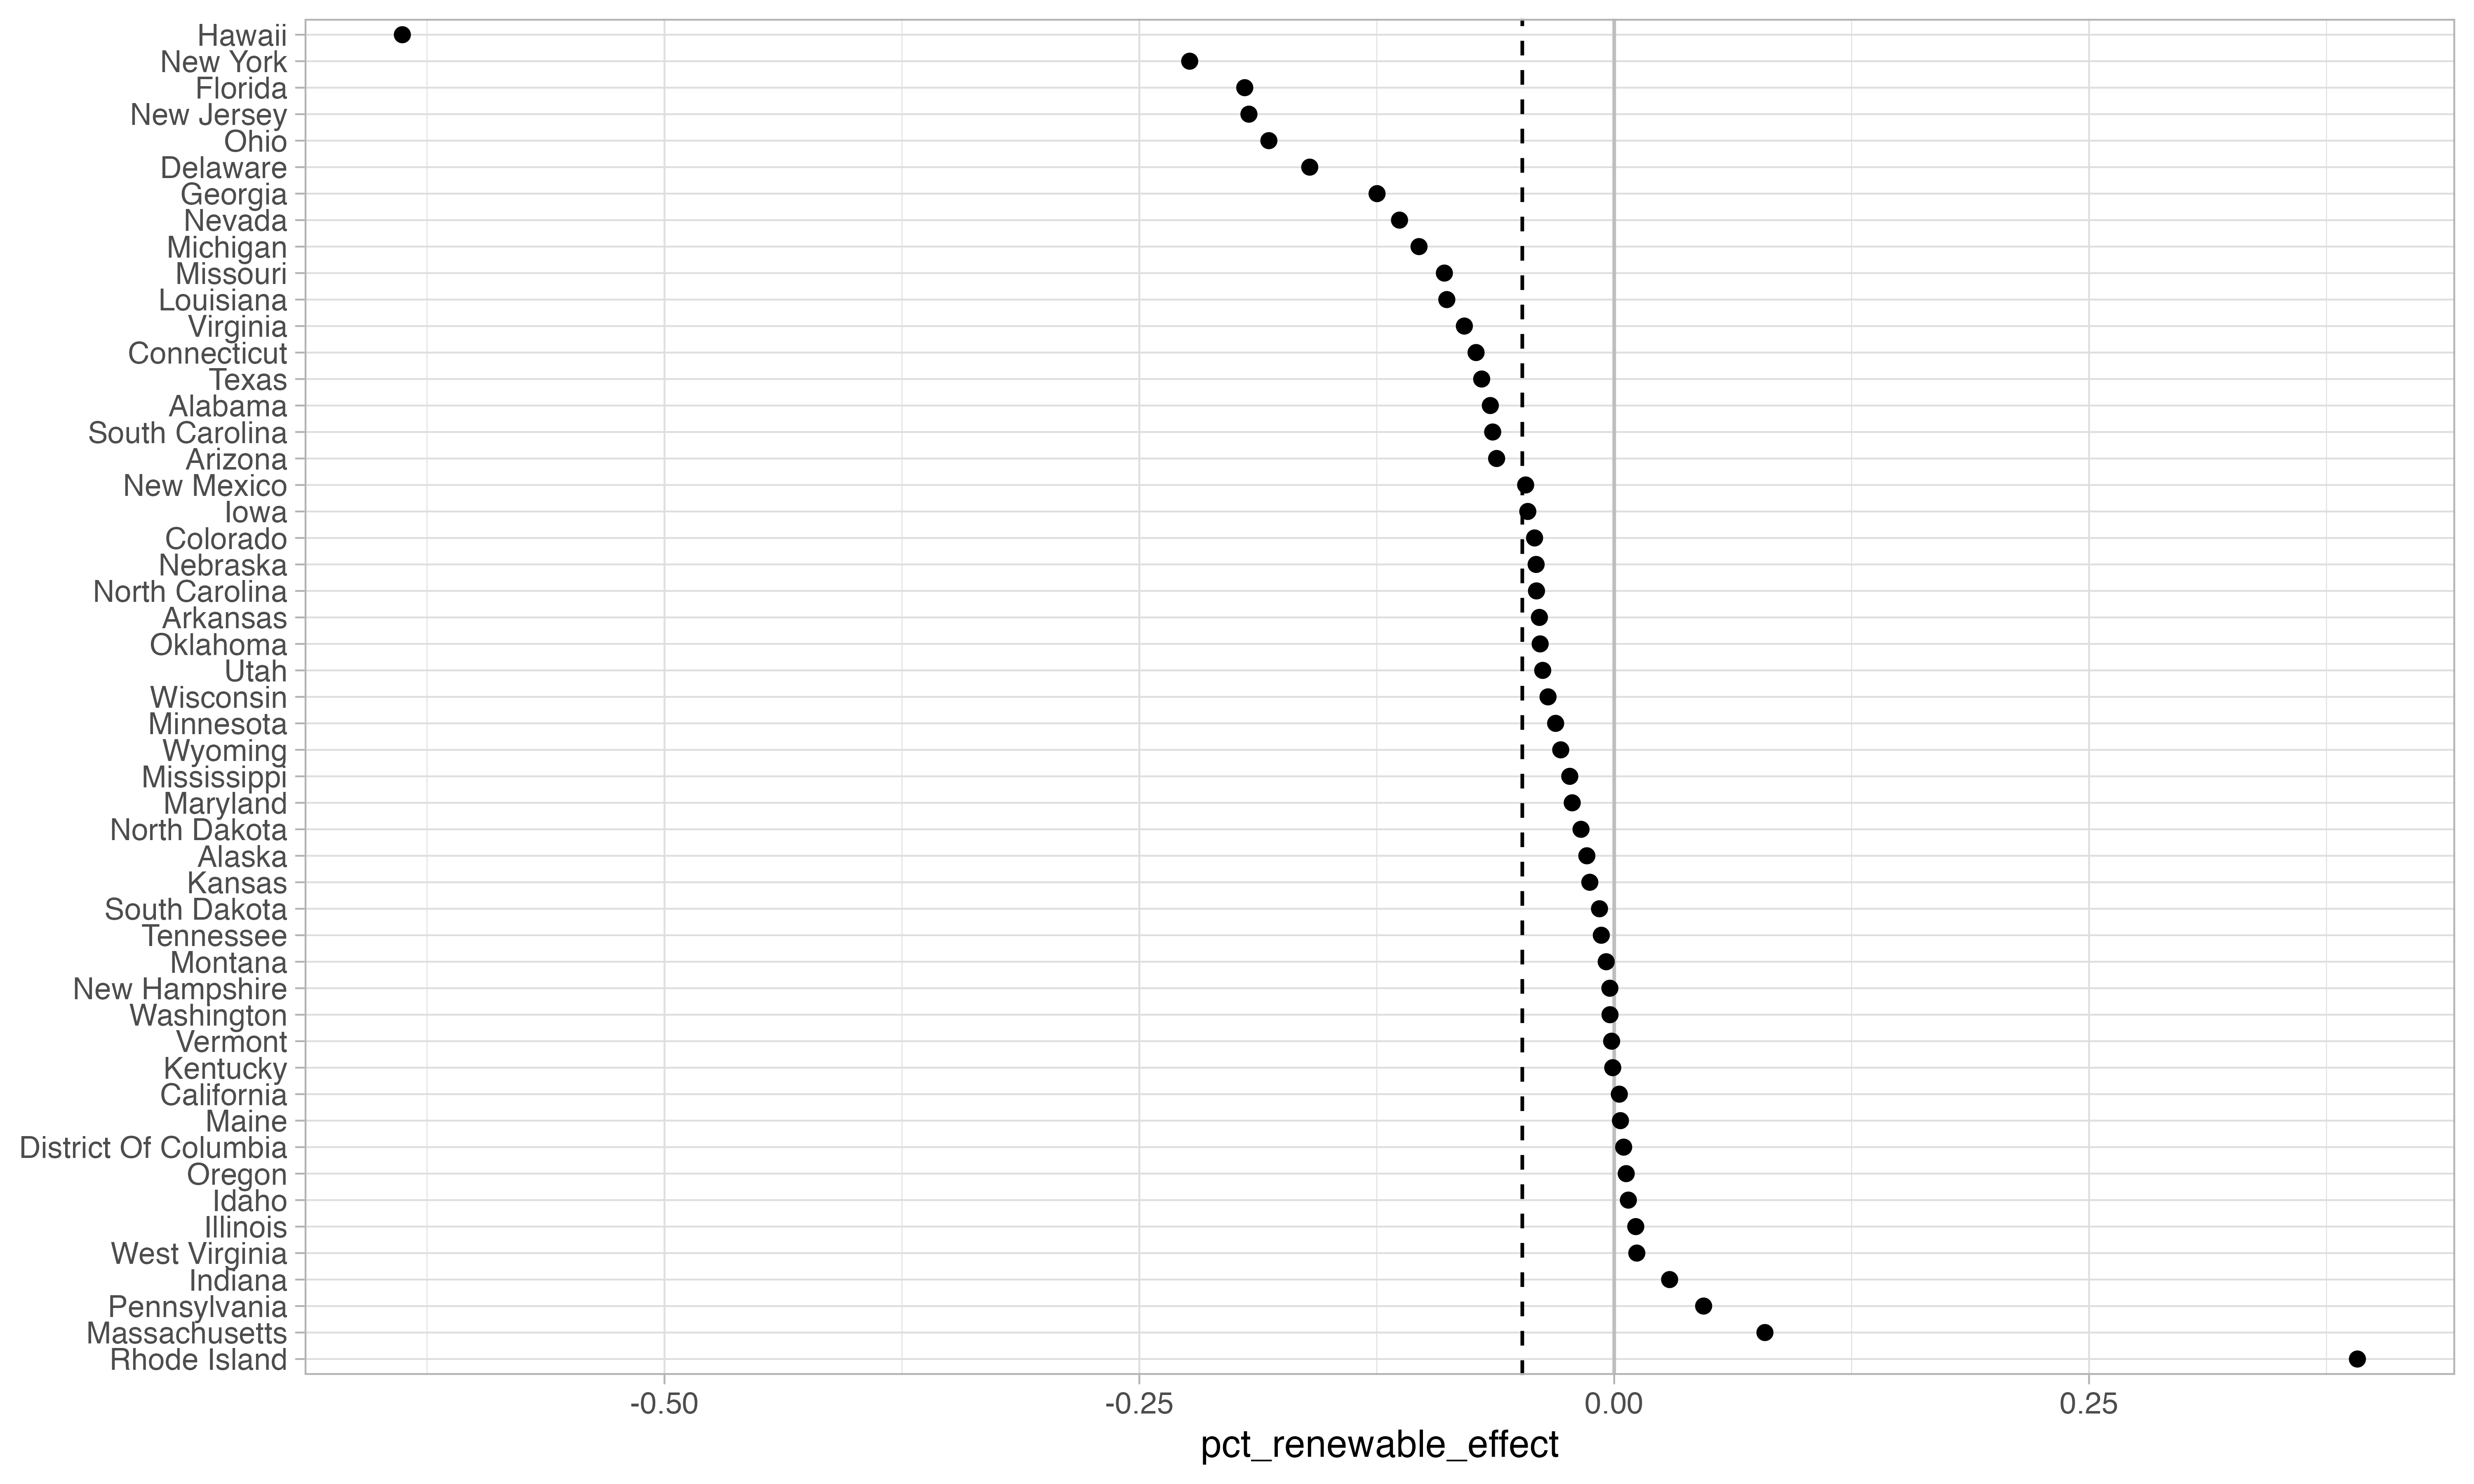 Hawaii
New York
Florida
New Jersey
Ohio
Delaware
Georgia
Nevada
Michigan
Missouri
Louisiana
Virginia
Connecticut
Texas
Alabama
South Carolina
Arizona
New Mexico
Iowa
Colorado
Nebraska
North Carolina
Arkansas
Oklahoma
Utah
Wisconsin
Minnesota
Wyoming
Mississippi
Maryland
North Dakota
Alaska
Kansas
South Dakota
Tennessee
Montana
New Hampshire
Washington
Vermont
Kentucky
California
Maine
District Of Columbia
Oregon
Idaho
Illinois
West Virginia
Indiana
Pennsylvania
Massachusetts
Rhode Island
-0.50 -0.25 0.00 0.25
pct_renewable_effect